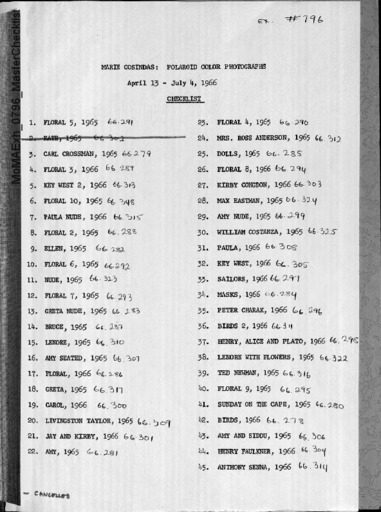 Ex. #796
MARIE COSINDAS: POLAROID COLOR PHOTOGRAPHS
April 13 - July 4, 1966
CHECKLIST
1. FLORAL 5, 1965 66.291
2. 1965
3. CARL CROSSMAN, 1965 66.279
4. FLORAL 3, 1966 66.289
5. KEY WEST 2, 1966 66.313
6. FLORAL 10, 1965 66.348
7. PAULA NUDE, 1966 66.315
8. FLORAL 2, 1965 66.288
9. ELLEN, 1965 66.282
10. FLORAL 6, 1965 66.292
11. NUDE, 1965 66.323
12. FLORAL 7, 1965 66.293
13. GRETA NUDE, 1965 66.283
14. BRUCE, 1965 66.287
15. LENORE, 1965 66.310
16. AMY SEATED, 1965 66.307
17. FLORAL, 1966 66.286
18. GRETA, 1965 66.317
19. CAROL, 1966 66.300
20. LIVINGSTON TAYLOR, 1965 66.309
21. JAY AND KIRBY, 1966 66.301
22. AMY, 1965 66.281
23. FLORAL 4, 1965 66.290
24. MRS. ROSS ANDERSON, 1965 66.312
25. DOLLS, 1965 66.285
26. FLORAL 8, 1966 66.294
27. KIRBY CONGDON, 1966 66.303
28. MAX EASTMAN, 1965 66.324
29. AMY NUDE, 1965 66.299
30. WILLIAM COSTANZA, 1965 66.325
31. PAULA, 1966 66.308
32. KEY WEST, 1966 66.305
33. SAILORS, 1966 66.297
34. MASKS, 1966 66.284
35. PETER CHARAK, 1966 66.296
36. BIRDS 2, 1966 66.311
37. HENRY, ALICE AND PLATO, 1966 66.298
38. LENORE WITH FLOWERS, 1965 66.322
39. TED NEWMAN, 1965 66.316
40. FLORAL 9, 1965 66.295
41. SUNDAY ON THE CAPE, 1965 66.280
42. BIRDS, 1966 66.278
43. AMY AND SIDDU, 1965 66.306
44. HENRY FAULKNER, 1966 66.304
45. ANTHONY SENNA, 1966 66.314
— CANCELLED